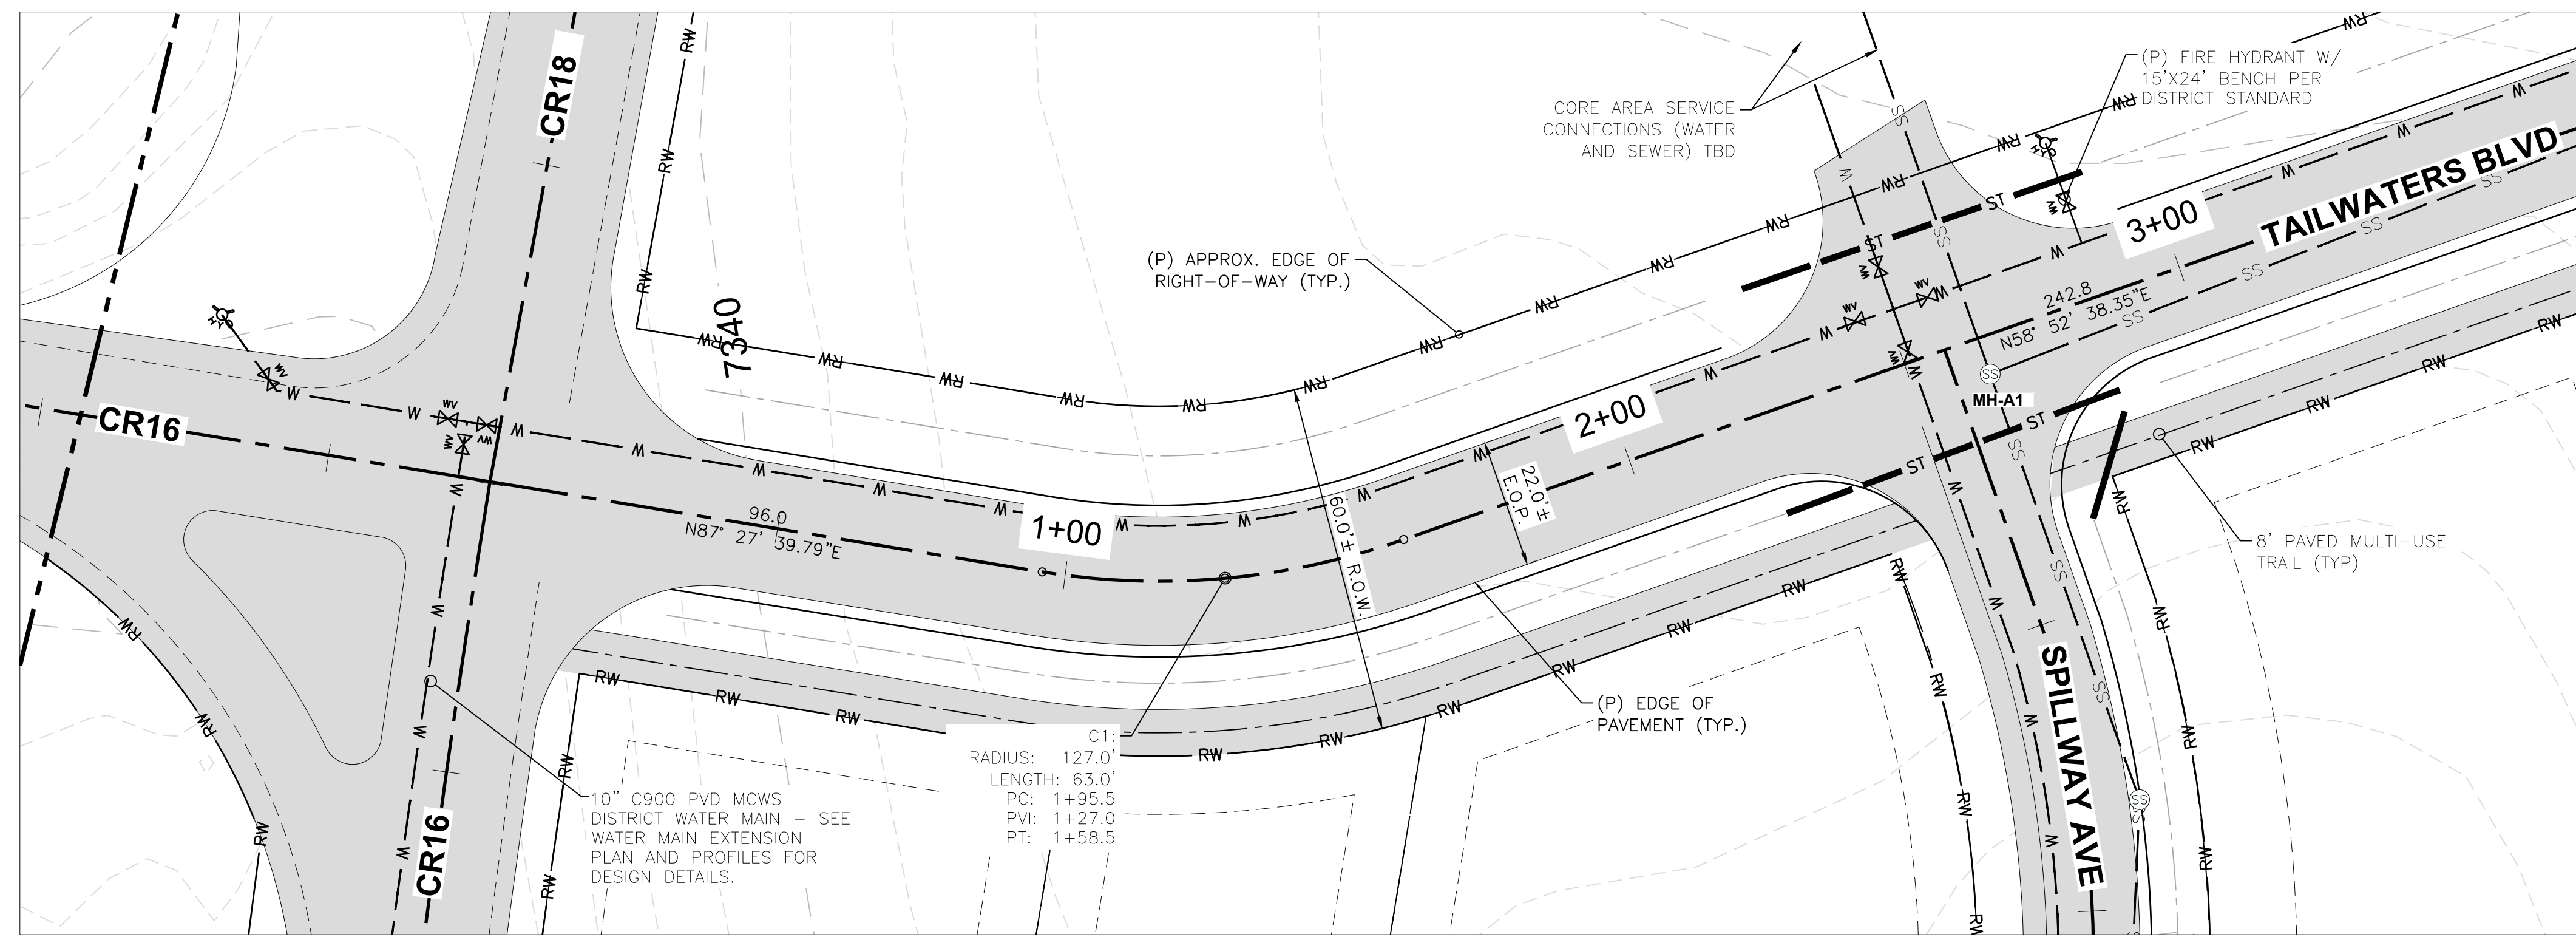 CR18
CR16
CR16
7340
96.0
N87° 27' 39.79"E
1+00
2+00
3+00
TAILWATERS BLVD
SPILLWAY AVE
242.8
N58° 52' 38.35"E
MH-A1
CORE AREA SERVICE
CONNECTIONS (WATER
AND SEWER) TBD
(P) FIRE HYDRANT W/
15'X24' BENCH PER
DISTRICT STANDARD
(P) APPROX. EDGE OF
RIGHT-OF-WAY (TYP.)
22.0'±
E.O.P.
60.0'± R.O.W.
8' PAVED MULTI-USE
TRAIL (TYP)
(P) EDGE OF
PAVEMENT (TYP.)
C1:
RADIUS: 127.0'
LENGTH: 63.0'
PC: 1+95.5
PVI: 1+27.0
PT: 1+58.5
10" C900 PVD MCWS
DISTRICT WATER MAIN – SEE
WATER MAIN EXTENSION
PLAN AND PROFILES FOR
DESIGN DETAILS.
RW
W
SS
ST
WV
HYD